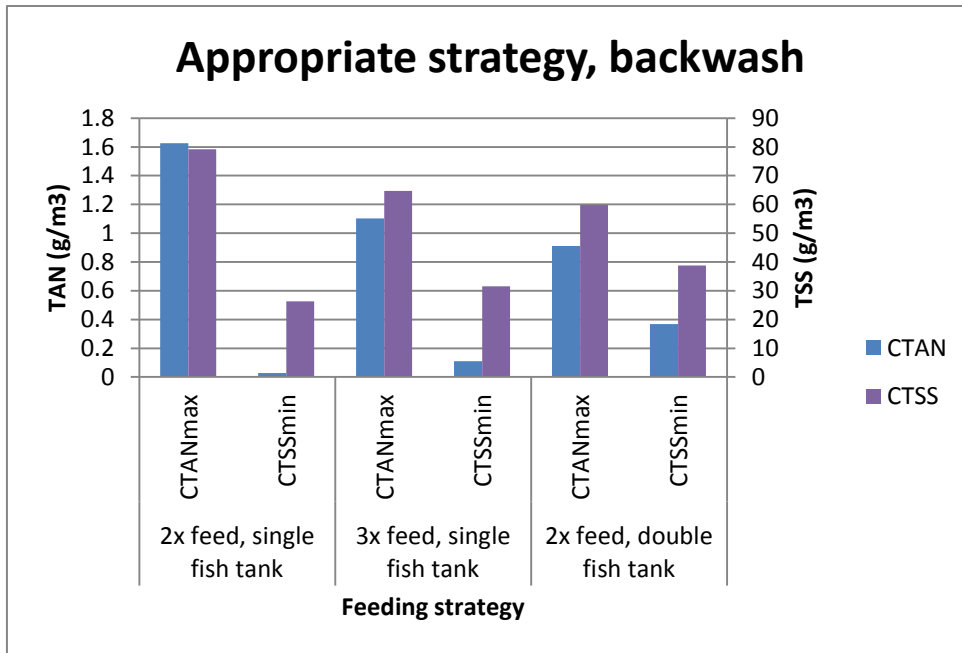 Appropriate strategy, backwash
1.8
1.6
1.4
1.2
1
0.8
0.6
0.4
0.2
0
TAN (g/m3)
90
80
70
60
50
40
30
20
10
0
TSS (g/m3)
CTANmax
CTSSmin
CTANmax
CTSSmin
CTANmax
CTSSmin
2x feed, single
fish tank
3x feed, single
fish tank
2x feed, double
fish tank
Feeding strategy
CTAN
CTSS